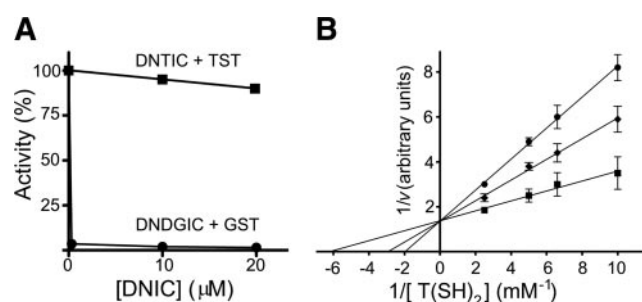 A
DNTIC + TST
100
75
50
25
DNDGIC + GST
0 10 20
Activity (%)
[DNIC] (μM)
B
8
6
4
2
-6 -4 -2 0 2 4 6 8 10
1/v (arbitrary units)
1/[ T(SH)₂] (mM⁻¹)